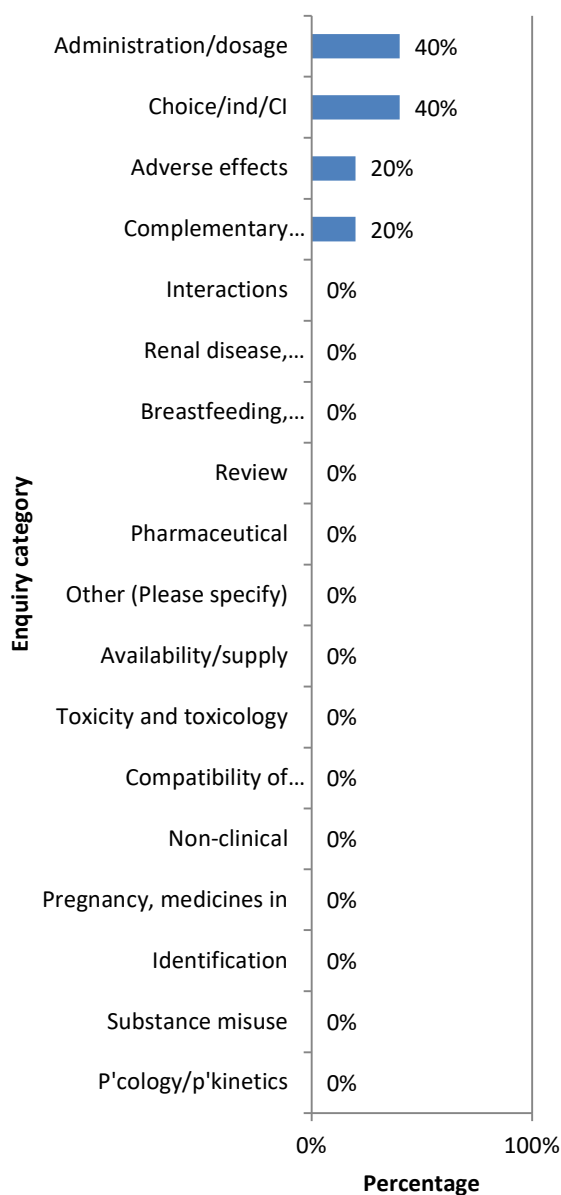 Administration/dosage 40%
Choice/ind/CI 40%
Adverse effects 20%
Complementary... 20%
Interactions 0%
Renal disease,... 0%
Breastfeeding,... 0%
Review 0%
Pharmaceutical 0%
Other (Please specify) 0%
Availability/supply 0%
Toxicity and toxicology 0%
Compatibility of... 0%
Non-clinical 0%
Pregnancy, medicines in 0%
Identification 0%
Substance misuse 0%
P'cology/p'kinetics 0%
Enquiry category
0% 100%
Percentage